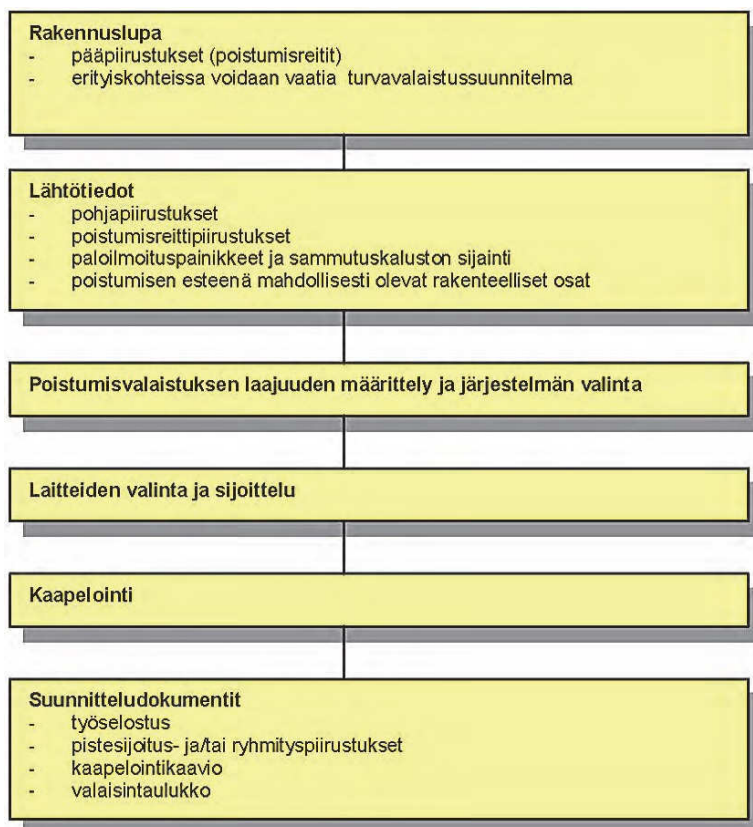 Rakennuslupa
- pääpiirustukset (poistumisreitit)
- erityiskohteissa voidaan vaatia turvavalaistussuunnitelma
Lähtötiedot
- pohjapiirustukset
- poistumisreittipiirustukset
- paloilmoituspainikkeet ja sammutuskaluston sijainti
- poistumisen esteenä mahdollisesti olevat rakenteelliset osat
Poistumisvalaistuksen laajuuden määrittely ja järjestelmän valinta
Laitteiden valinta ja sijoittelu
Kaapelointi
Suunnitteludokumentit
- työselostus
- pistesijoitus- ja/tai ryhmityspiirustukset
- kaapelointikaavio
- valaisintaulukko